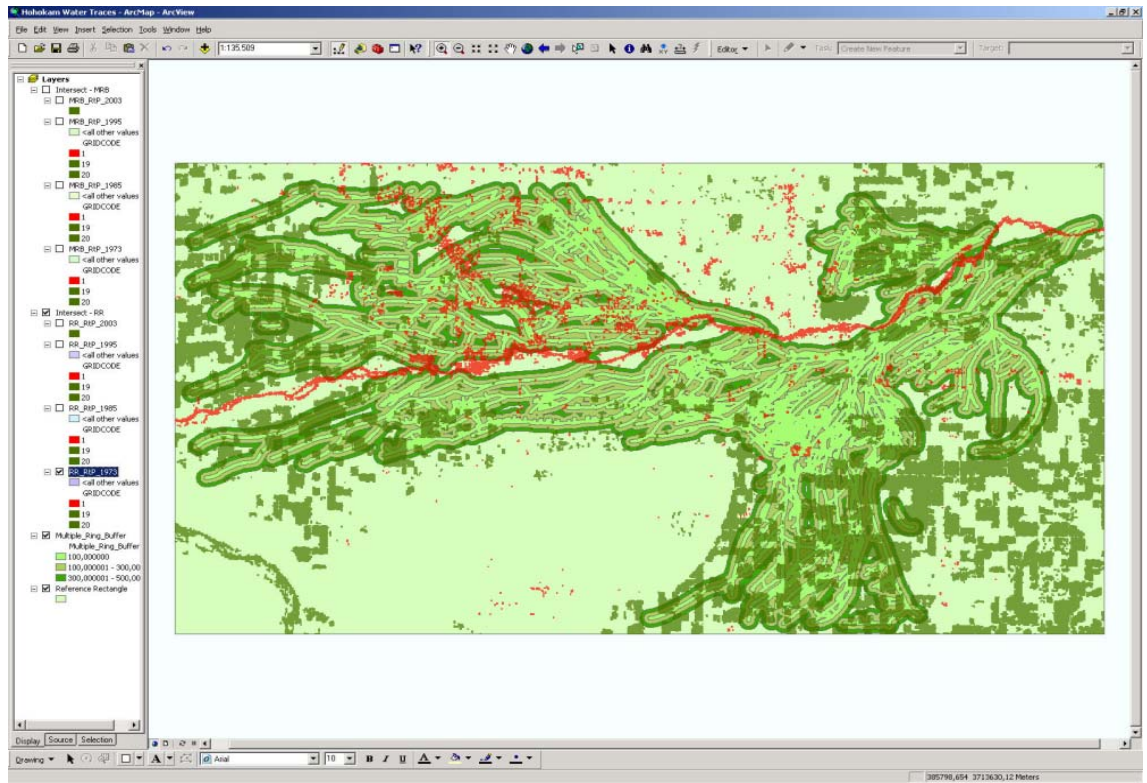 Hohokam Water Traces - ArcMap - ArcView
File Edit View Insert Selection Tools Window Help
1:135.509 Editor Task: Create New Feature Target:
Layers
Intersect - MRB
MRB_RtP_2003
MRB_RtP_1995
<all other values
GRIDCODE
1
19
20
MRB_RtP_1985
<all other values
GRIDCODE
1
19
20
MRB_RtP_1973
<all other values
GRIDCODE
1
19
20
Intersect - RR
RR_RtP_2003
RR_RtP_1995
<all other values
GRIDCODE
1
19
20
RR_RtP_1985
<all other values
GRIDCODE
1
19
20
RR_RtP_1973
<all other values
GRIDCODE
1
19
20
Multiple_Ring_Buffer
Multiple_Ring_Buffer
100,000000
100,000001 - 300,00
300,000001 - 500,00
Reference Rectangle
Display Source Selection
Drawing A Arial 10 B I U A
385798,654 3713630,12 Meters